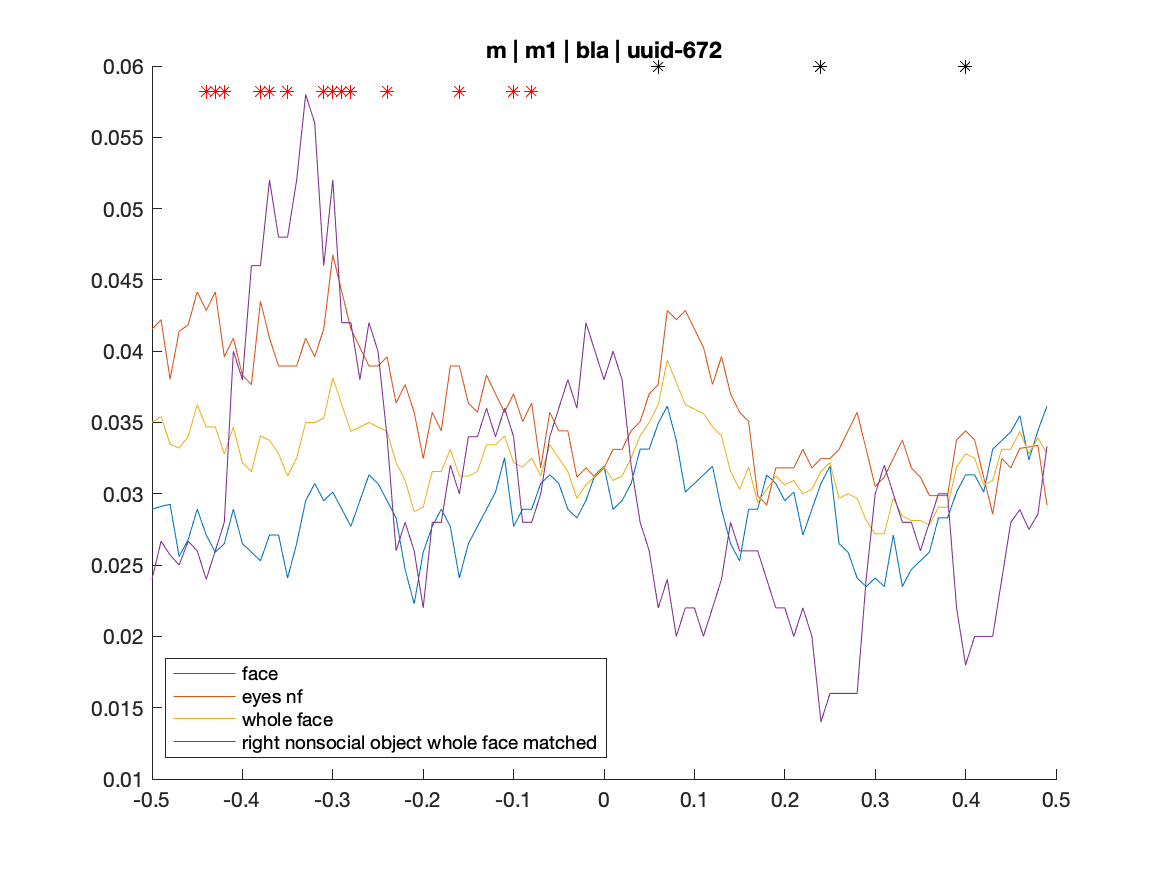 m | m1 | bla | uuid-672
0.06
0.055
0.05
0.045
0.04
0.035
0.03
0.025
0.02
0.015
0.01
face
eyes nf
whole face
right nonsocial object whole face matched
-0.5 -0.4 -0.3 -0.2 -0.1 0 0.1 0.2 0.3 0.4 0.5